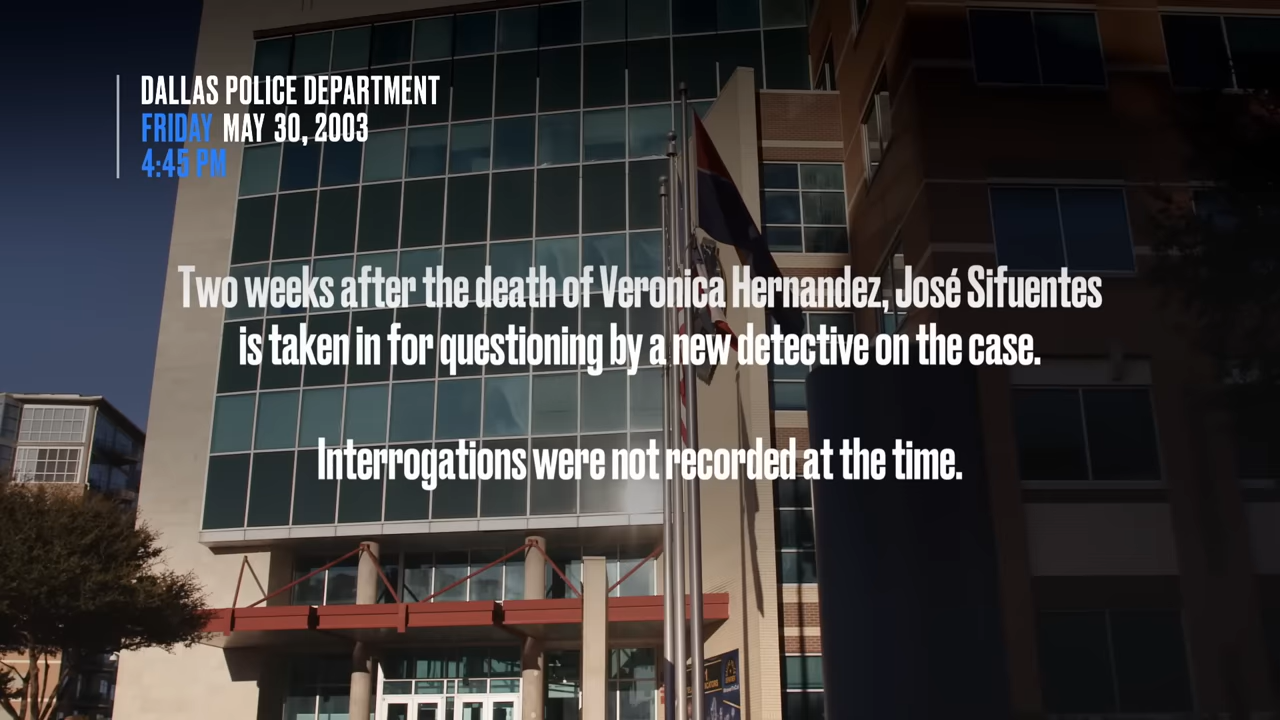 DALLAS POLICE DEPARTMENT
FRIDAY MAY 30, 2003
4:45 PM
Two weeks after the death of Veronica Hernandez, José Sifuentes
is taken in for questioning by a new detective on the case.
Interrogations were not recorded at the time.